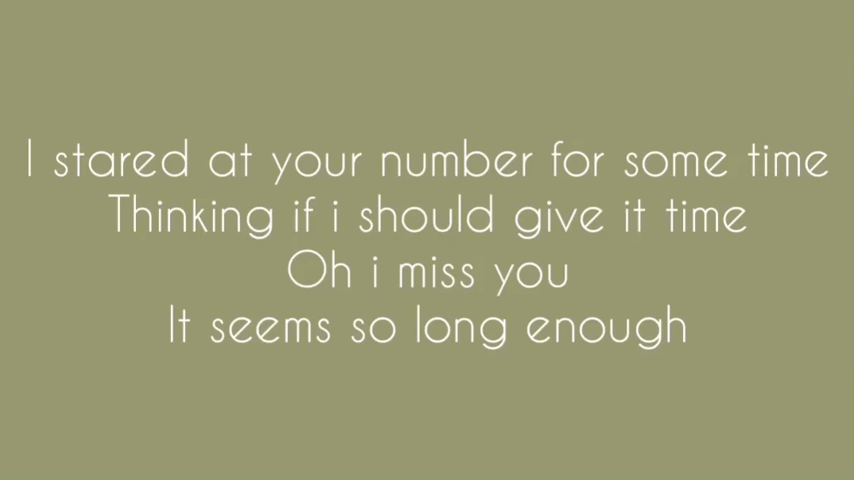 I stared at your number for some time
Thinking if i should give it time
Oh i miss you
It seems so long enough